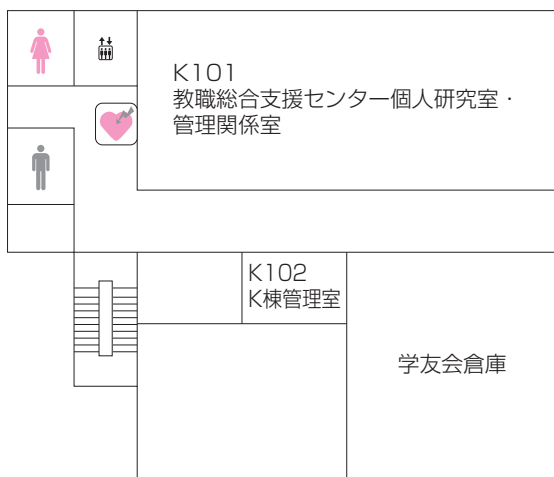 K101
教職総合支援センター個人研究室・
管理関係室
K102
K棟管理室
学友会倉庫